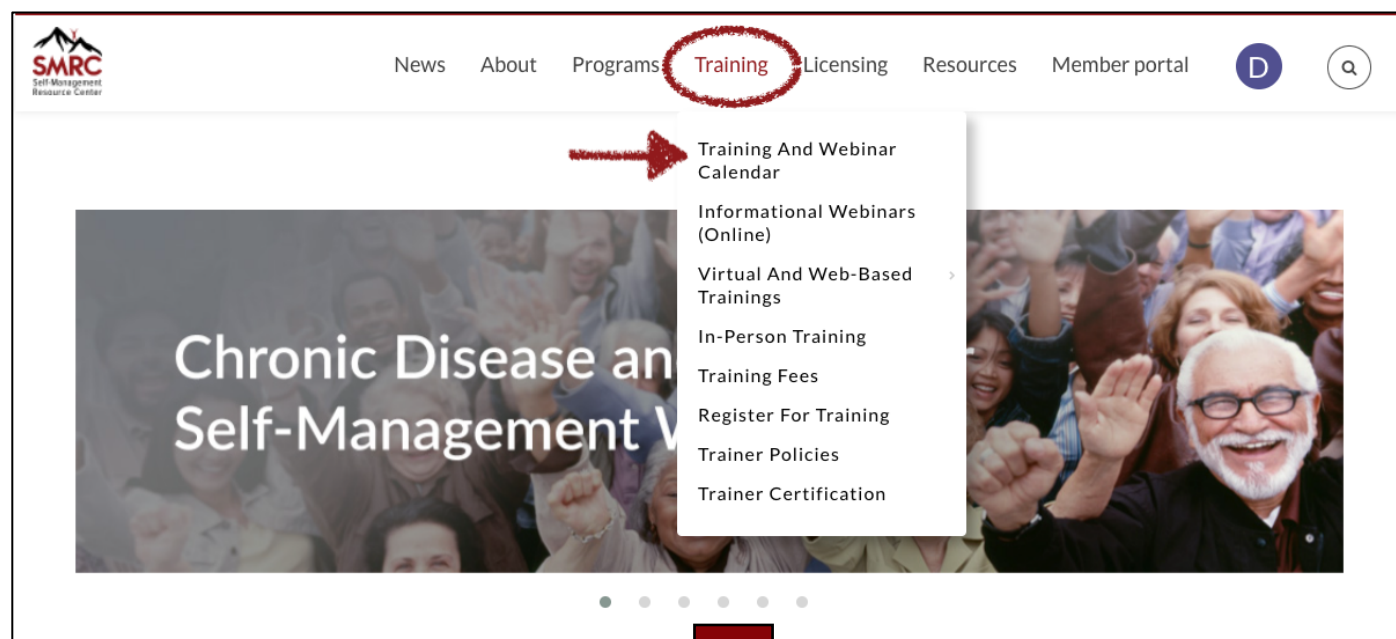 SMRC
Self-Management
Resource Center
News About Programs Training Licensing Resources Member portal D
Training And Webinar
Calendar
Informational Webinars
(Online)
Virtual And Web-Based
Trainings
In-Person Training
Training Fees
Register For Training
Trainer Policies
Trainer Certification
Chronic Disease an
Self-Management